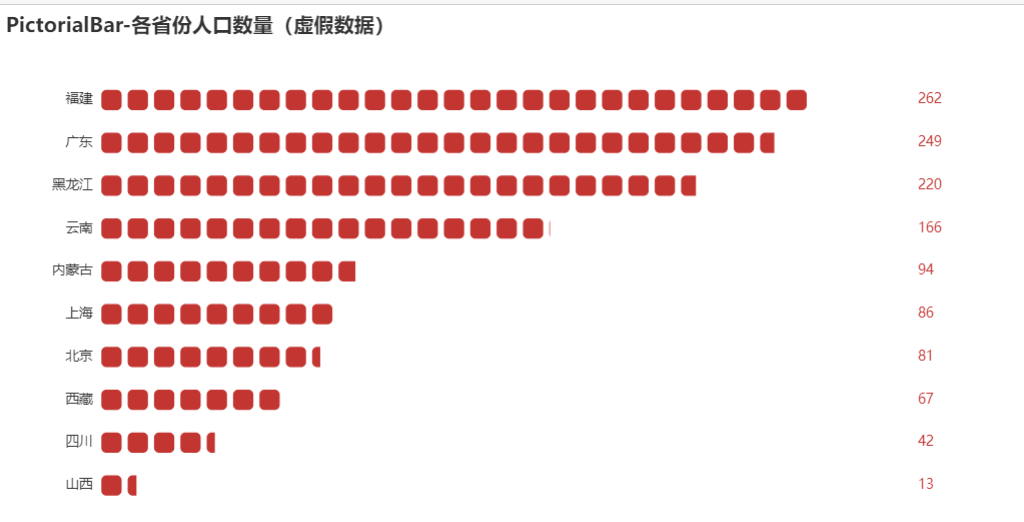 PictorialBar-各省份人口数量（虚假数据）
福建 262
广东 249
黑龙江 220
云南 166
内蒙古 94
上海 86
北京 81
西藏 67
四川 42
山西 13